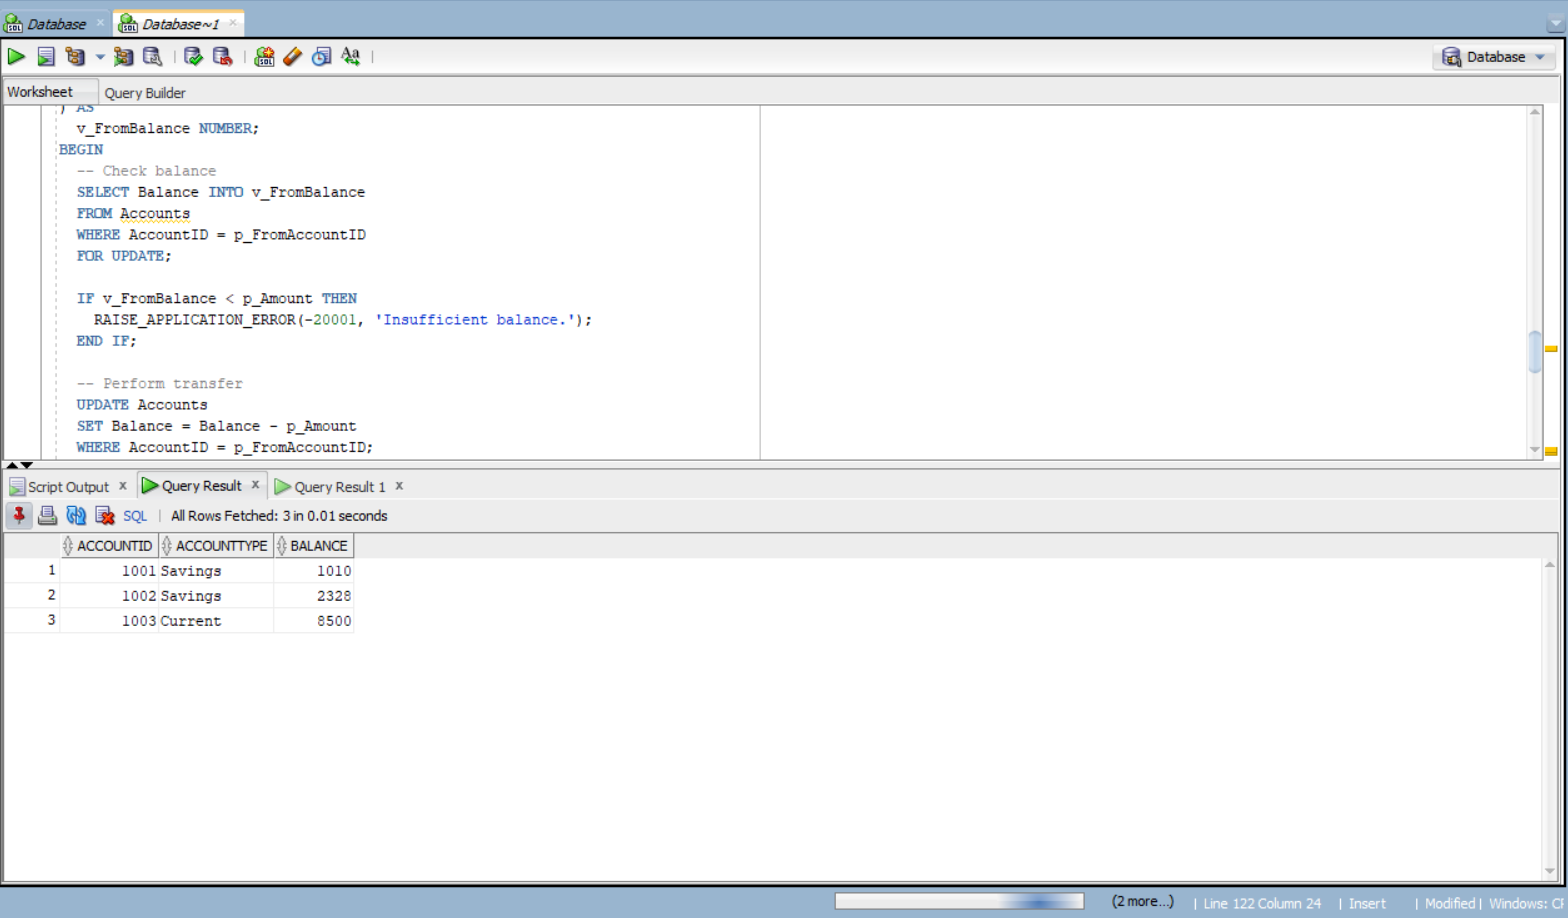 Database
Database~1
Database
Worksheet
Query Builder
) AS
v_FromBalance NUMBER;
BEGIN
-- Check balance
SELECT Balance INTO v_FromBalance
FROM Accounts
WHERE AccountID = p_FromAccountID
FOR UPDATE;
IF v_FromBalance < p_Amount THEN
RAISE_APPLICATION_ERROR(-20001, 'Insufficient balance.');
END IF;
-- Perform transfer
UPDATE Accounts
SET Balance = Balance - p_Amount
WHERE AccountID = p_FromAccountID;
Script Output x Query Result x Query Result 1 x
SQL | All Rows Fetched: 3 in 0.01 seconds
ACCOUNTID ACCOUNTTYPE BALANCE
1 1001 Savings 1010
2 1002 Savings 2328
3 1003 Current 8500
(2 more...) | Line 122 Column 24 | Insert | Modified | Windows: